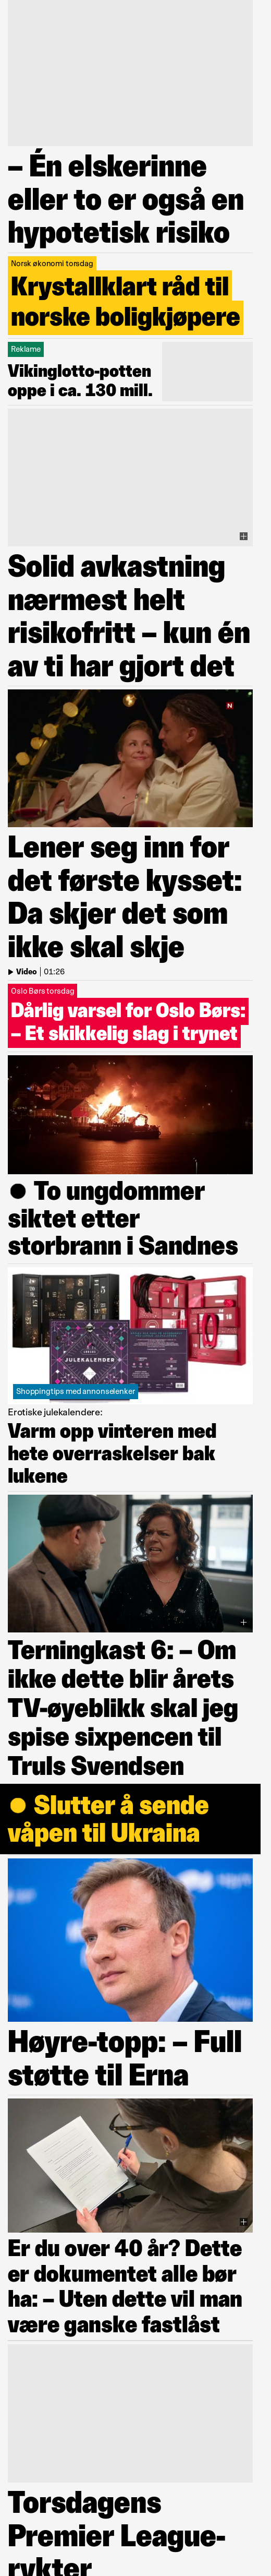 – Én elskerinne
eller to er også en
hypotetisk risiko
Norsk økonomi torsdag
Krystallklart råd til
norske boligkjøpere
Reklame
Vikinglotto-potten
oppe i ca. 130 mill.
Solid avkastning
nærmest helt
risikofritt – kun én
av ti har gjort det
N
Lener seg inn for
det første kysset:
Da skjer det som
ikke skal skje
Video | 01:26
Oslo Børs torsdag
Dårlig varsel for Oslo Børs:
– Et skikkelig slag i trynet
● To ungdommer
siktet etter
storbrann i Sandnes
JULEKALENDER
Shoppingtips med annonselenker
Erotiske julekalendere:
Varm opp vinteren med
hete overraskelser bak
lukene
Terningkast 6: – Om
ikke dette blir årets
TV-øyeblikk skal jeg
spise sixpencen til
Truls Svendsen
● Slutter å sende
våpen til Ukraina
Høyre-topp: – Full
støtte til Erna
Er du over 40 år? Dette
er dokumentet alle bør
ha: – Uten dette vil man
være ganske fastlåst
Torsdagens
Premier League-
rykter